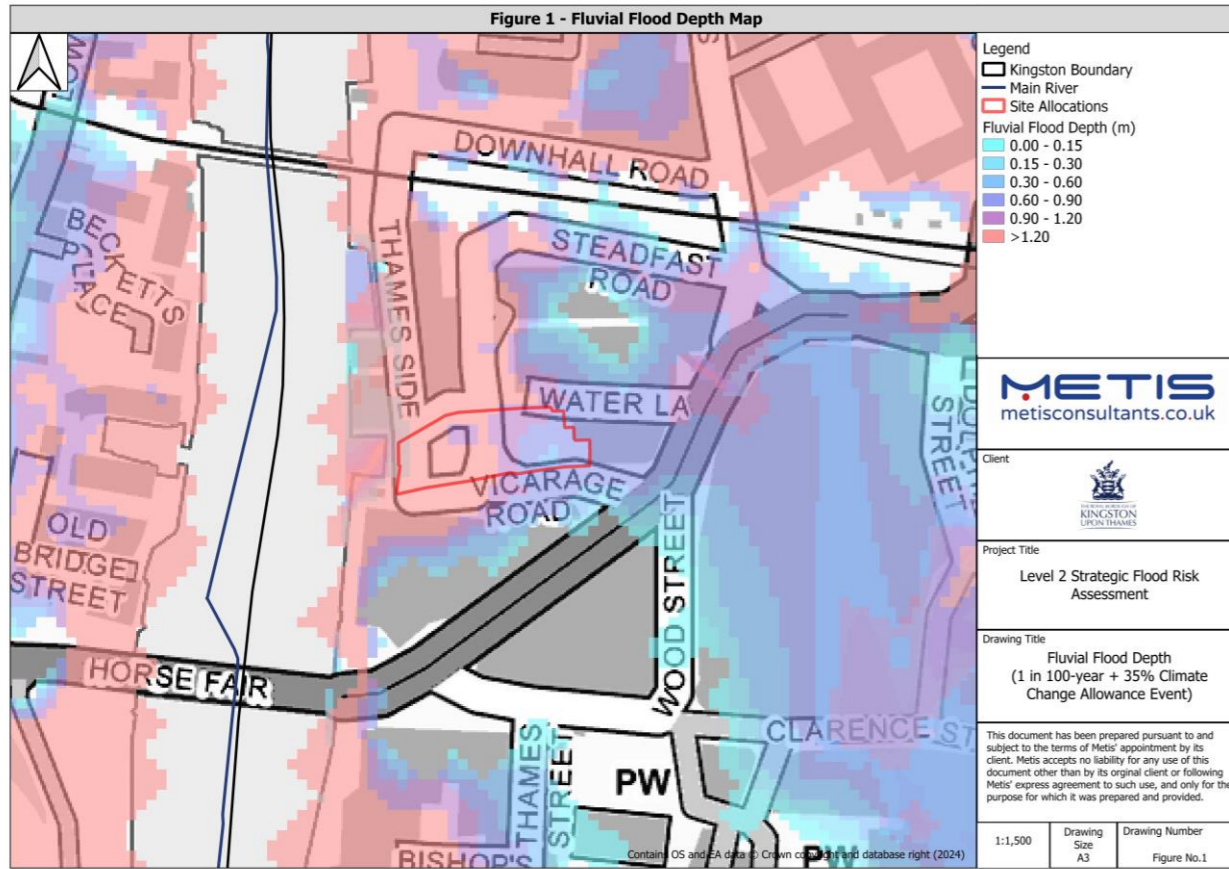 Figure 1 - Fluvial Flood Depth Map
LOW
DOWNHALL ROAD
S
BECKETTS
PLACE
THAMES SIDE
STEADFAST
ROAD
WATER LA
VICARAGE
ROAD
OLD
BRIDGE
STREET
HORSE FAIR
WOOD STREET
STREET
CLARENCE ST
THAMES
STREET
PW
PW
BISHOP'S
Contains OS and EA data © Crown copyright and database right (2024)
Legend
Kingston Boundary
Main River
Site Allocations
Fluvial Flood Depth (m)
0.00 - 0.15
0.15 - 0.30
0.30 - 0.60
0.60 - 0.90
0.90 - 1.20
>1.20
METIS
metisconsultants.co.uk
Client
THE ROYAL BOROUGH OF
KINGSTON
UPON THAMES
Project Title
Level 2 Strategic Flood Risk
Assessment
Drawing Title
Fluvial Flood Depth
(1 in 100-year + 35% Climate
Change Allowance Event)
This document has been prepared pursuant to and
subject to the terms of Metis' appointment by its
client. Metis accepts no liability for any use of this
document other than by its orginal client or following
Metis' express agreement to such use, and only for the
purpose for which it was prepared and provided.
1:1,500
Drawing
Size
A3
Drawing Number
Figure No.1